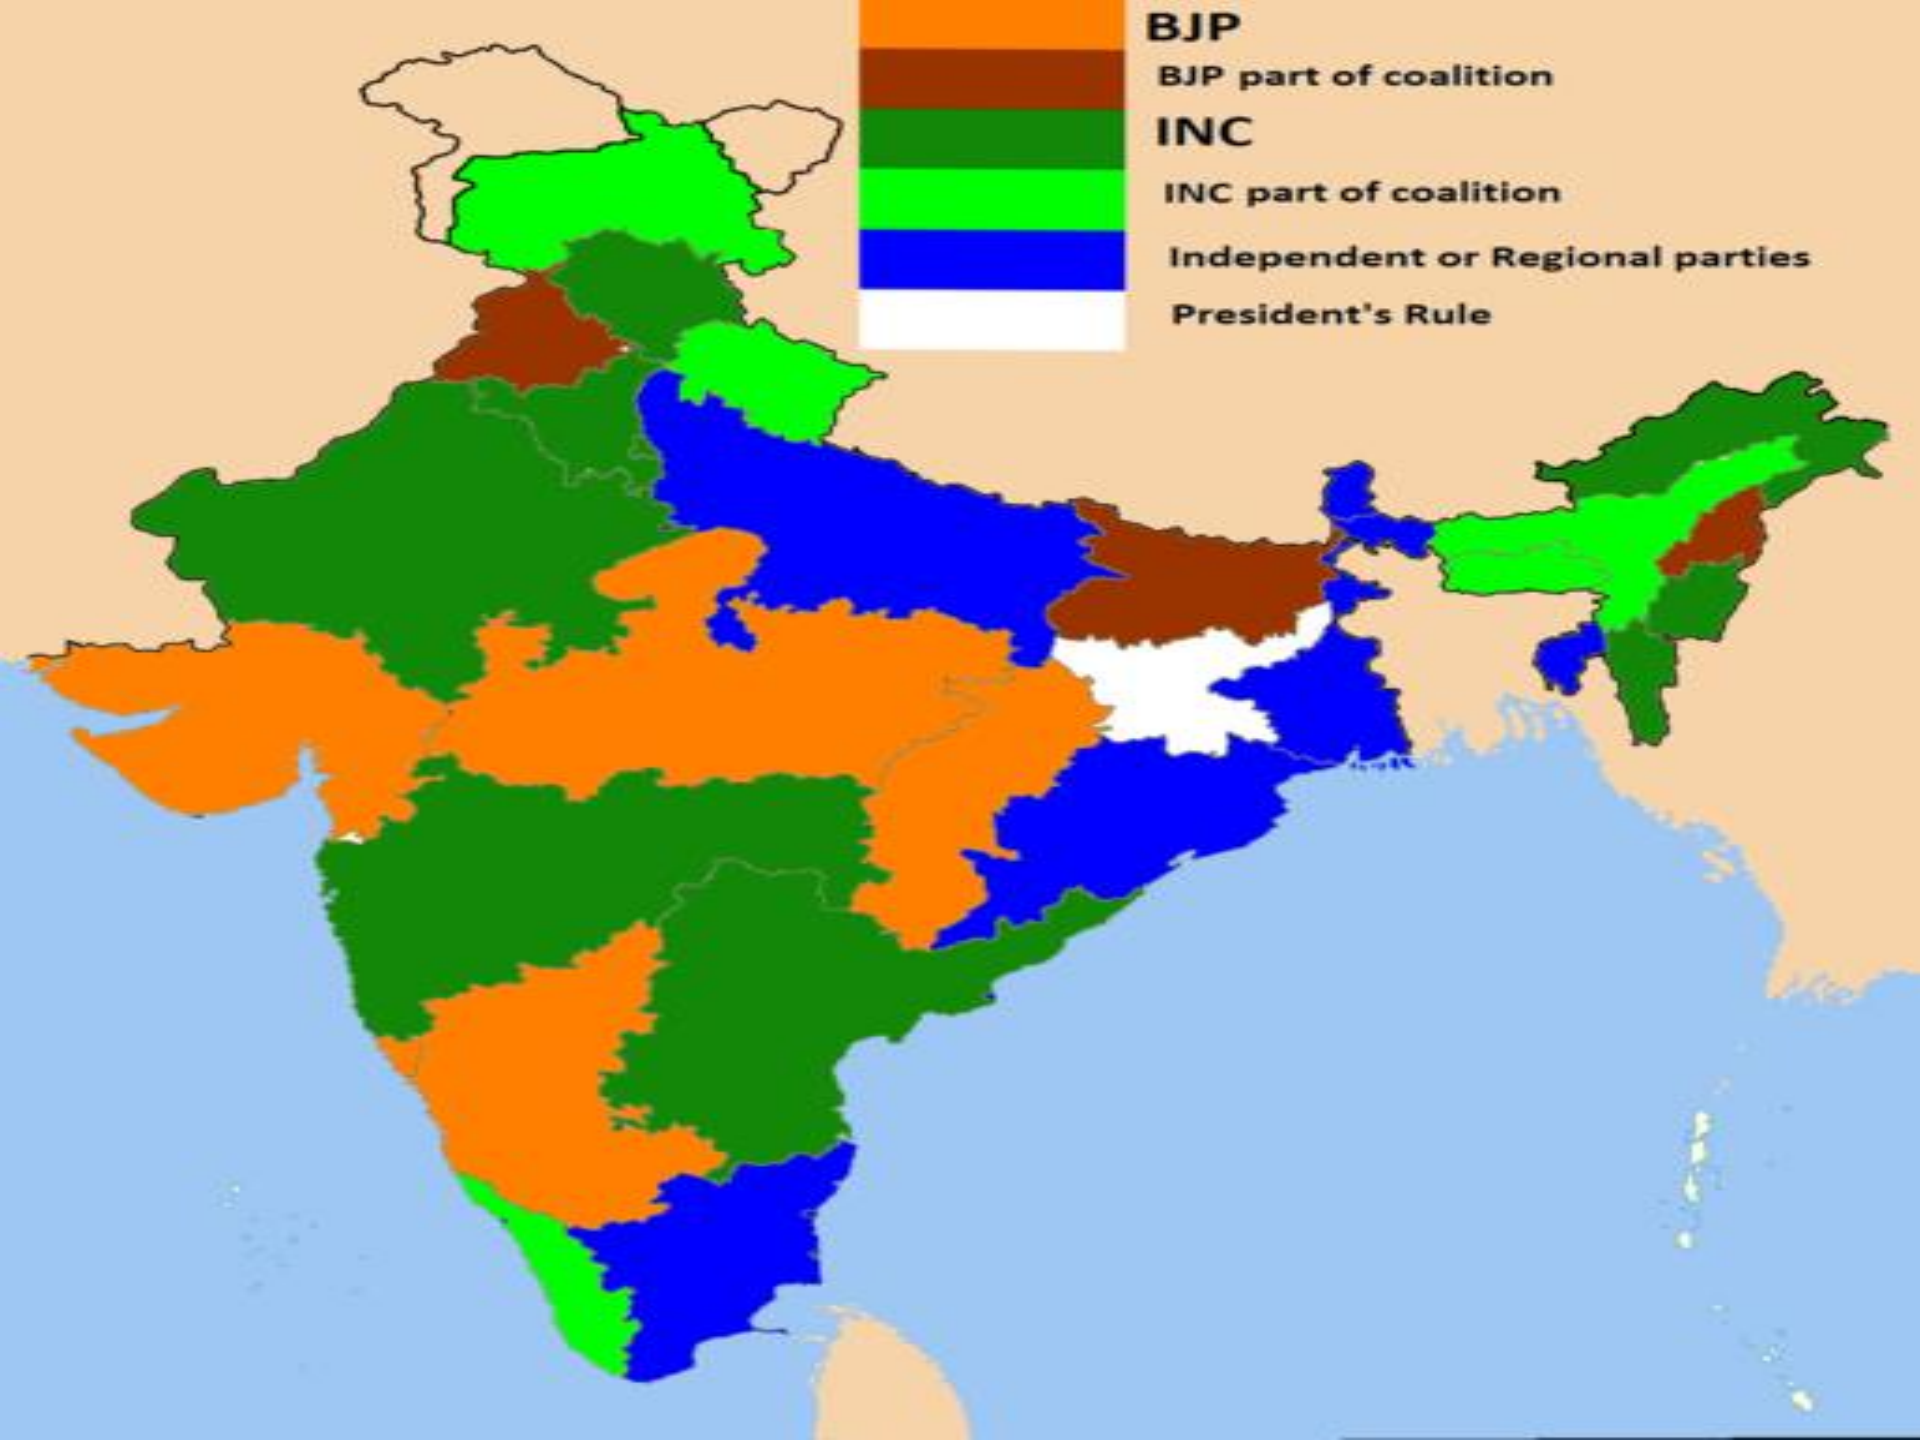 BJP
BJP part of coalition
INC
INC part of coalition
Independent or Regional parties
President's Rule